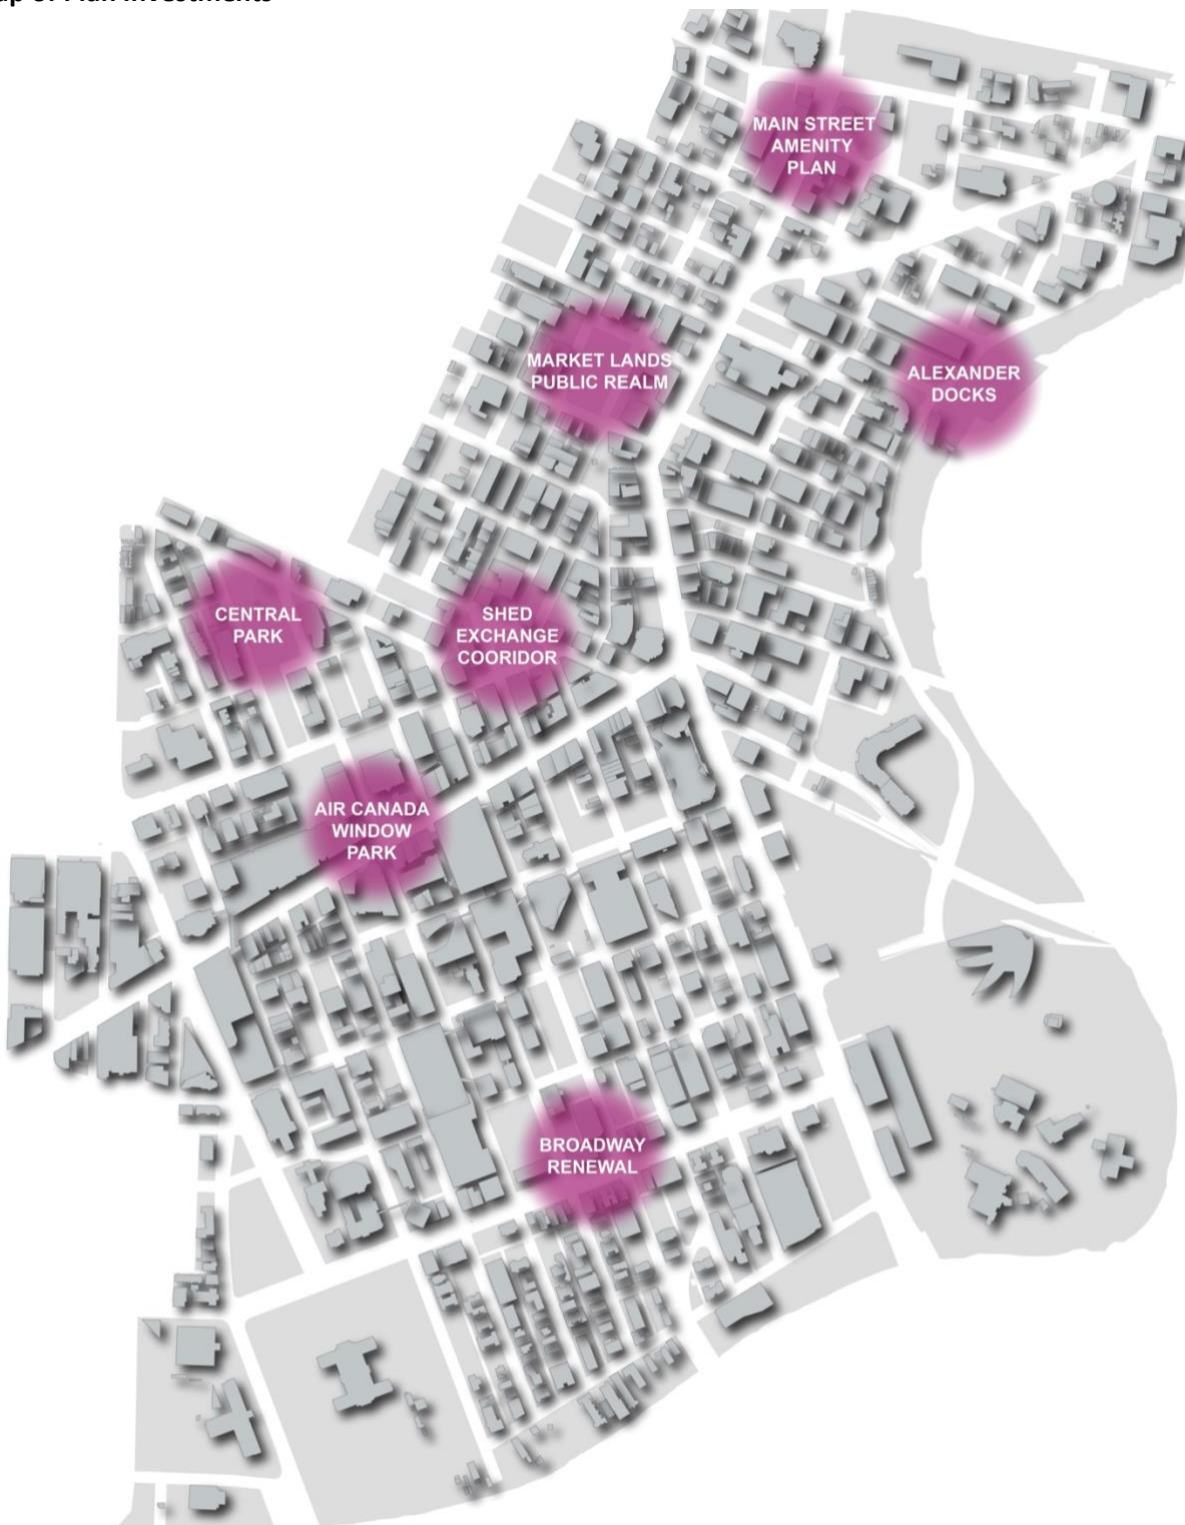 of Plan Investments
MAIN STREET
AMENITY
PLAN
MARKET LANDS
PUBLIC REALM
ALEXANDER
DOCKS
CENTRAL
PARK
SHED
EXCHANGE
COORIDOR
AIR CANADA
WINDOW
PARK
BROADWAY
RENEWAL